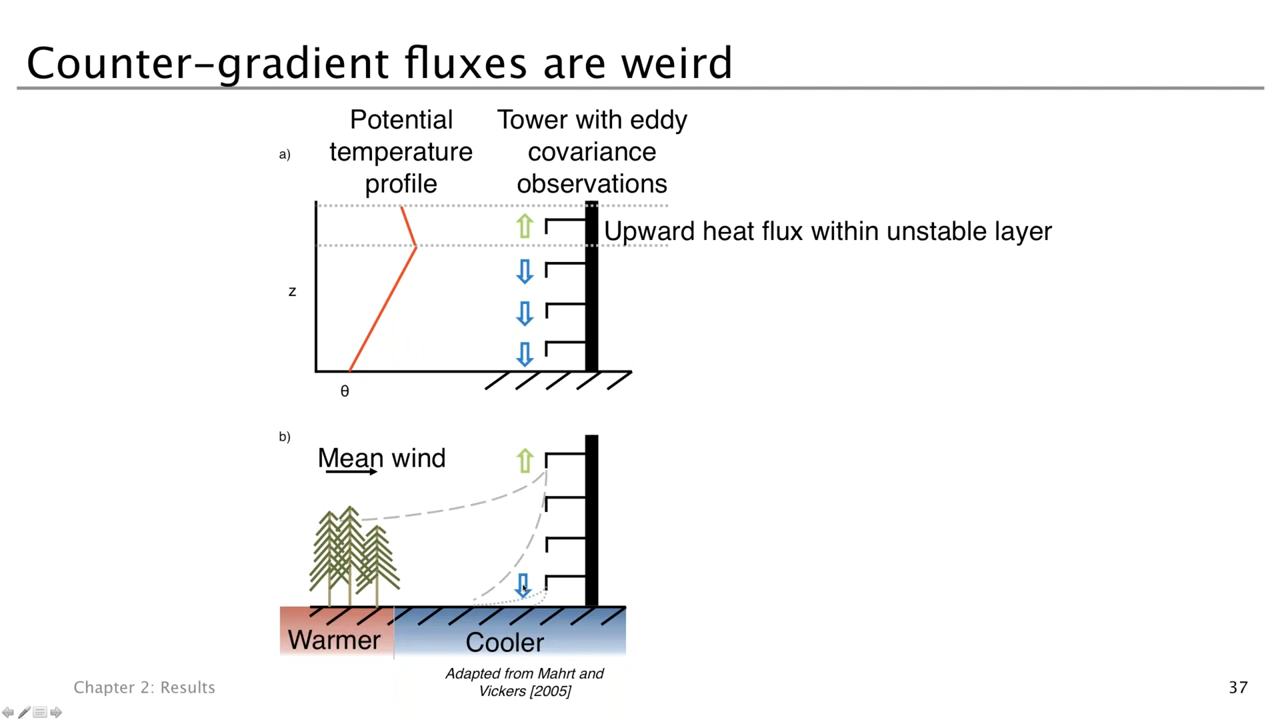 Counter-gradient fluxes are weird
a)
Potential
temperature
profile
Tower with eddy
covariance
observations
Upward heat flux within unstable layer
z
θ
b)
Mean wind
Warmer
Cooler
Adapted from Mahrt and
Vickers [2005]
Chapter 2: Results
37